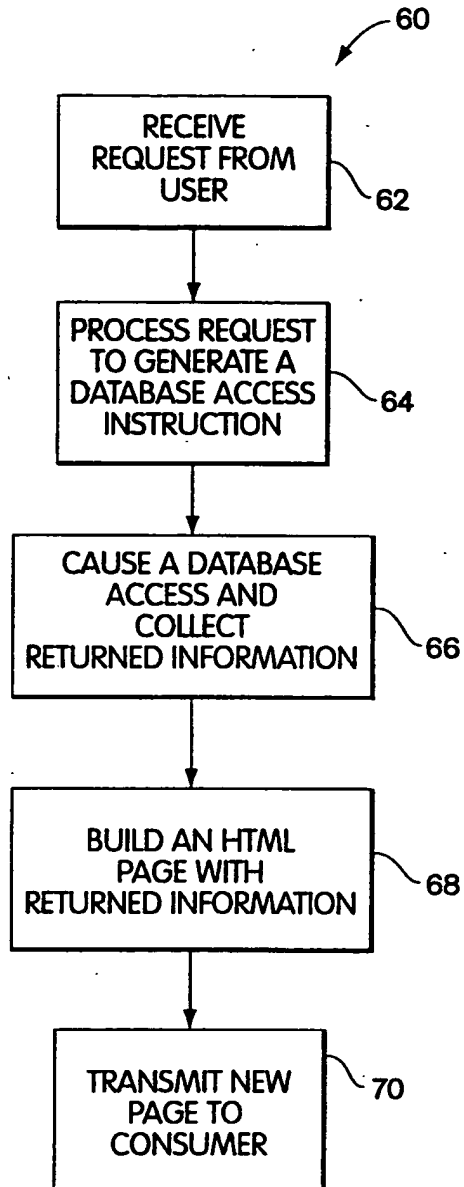 60
RECEIVE
REQUEST FROM
USER
62
PROCESS REQUEST
TO GENERATE A
DATABASE ACCESS
INSTRUCTION
64
CAUSE A DATABASE
ACCESS AND
COLLECT
RETURNED INFORMATION
66
BUILD AN HTML
PAGE WITH
RETURNED INFORMATION
68
TRANSMIT NEW
PAGE TO
CONSUMER
70